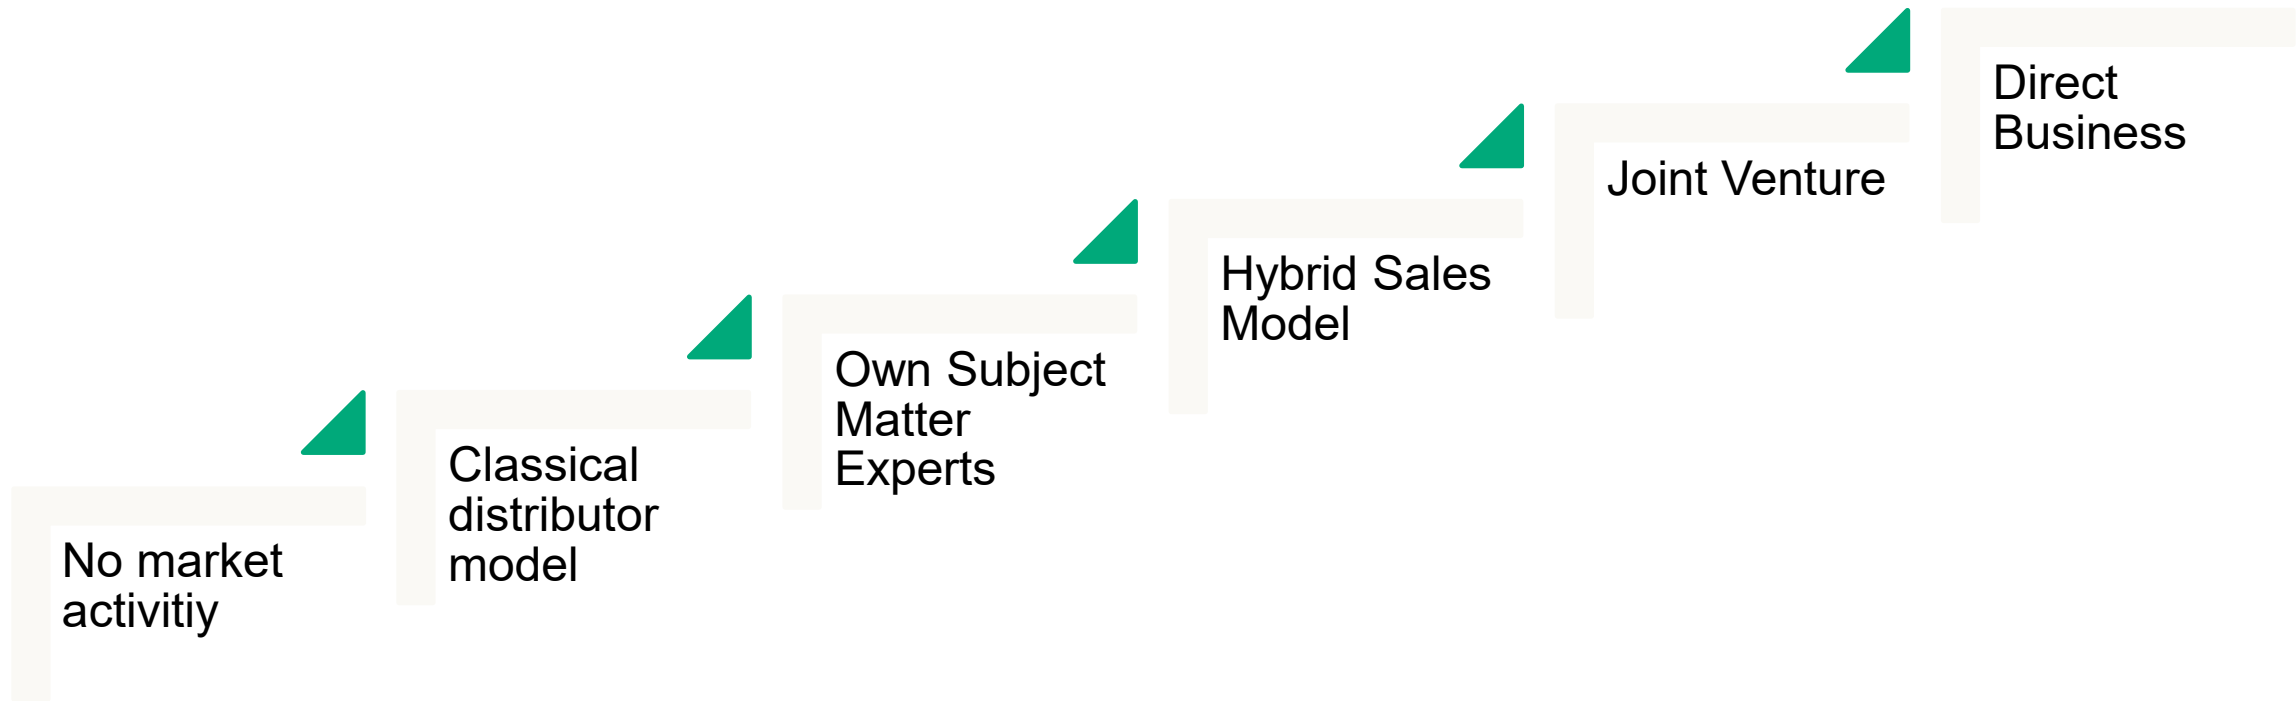 No market
activitiy
Classical
distributor
model
Own Subject
Matter
Experts
Hybrid Sales
Model
Joint Venture
Direct
Business